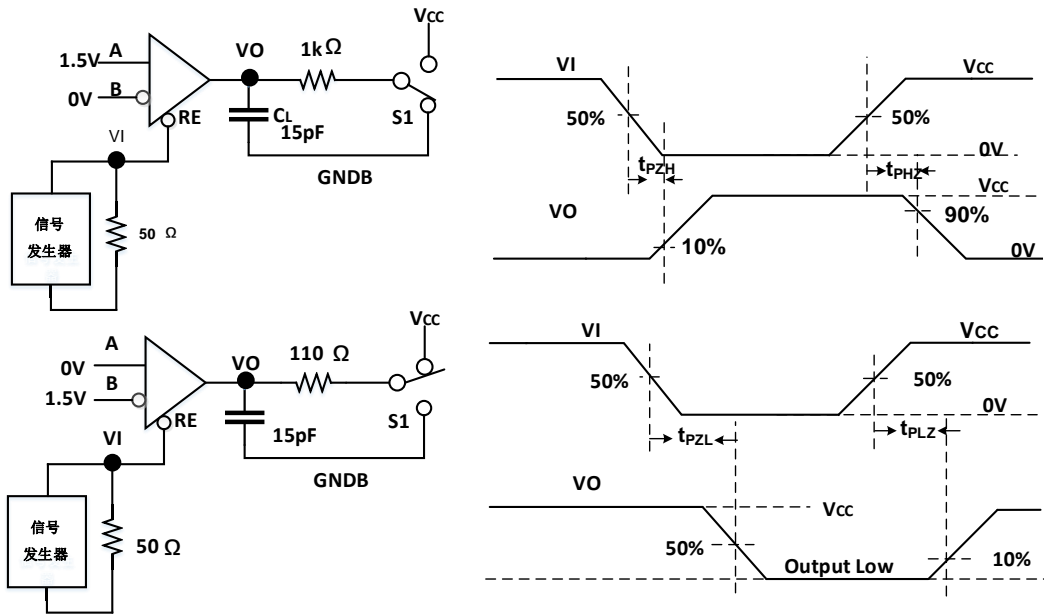 Vcc
1.5V A
VO
1kΩ
0V B
RE
CL
15pF
S1
VI
GNDB
信号
发生器
50 Ω
VI
Vcc
50%
50%
0V
tPZH
tPHZ
Vcc
VO
90%
10%
0V
Vcc
A
0V
VO
110 Ω
B
1.5V
RE
15pF
S1
VI
GNDB
信号
发生器
50Ω
VI
Vcc
50%
50%
0V
tPZL
tPLZ
VO
Vcc
50%
10%
Output Low